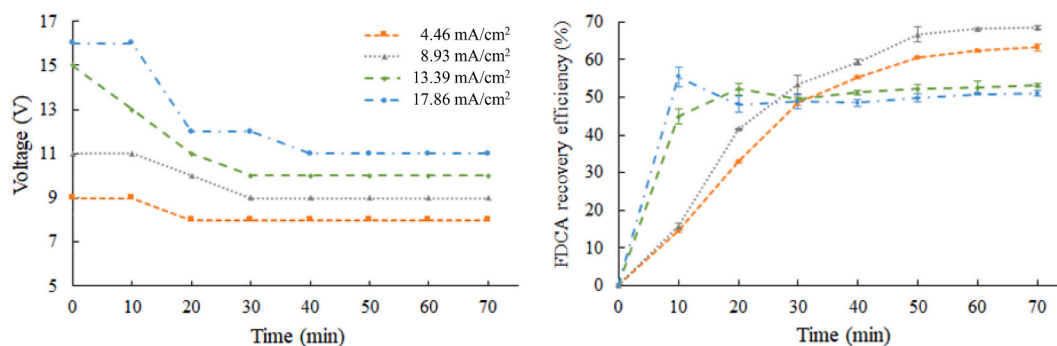 17
15
13
11
9
7
5
Voltage (V)
0 10 20 30 40 50 60 70
Time (min)
4.46 mA/cm²
8.93 mA/cm²
13.39 mA/cm²
17.86 mA/cm²
70
60
50
40
30
20
10
0
FDCA recovery efficiency (%)
0 10 20 30 40 50 60 70
Time (min)